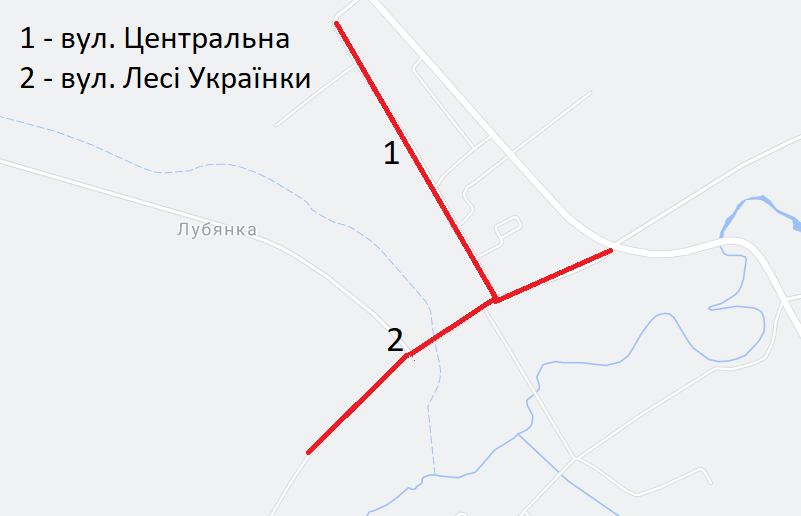 1 - вул. Центральна
2 - вул. Лесі Українки
1
Лубянка
2